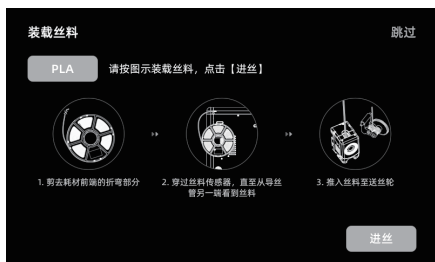 装载丝料
跳过
PLA
请按图示装载丝料，点击【进丝】
1. 剪去耗材前端的折弯部分
2. 穿过丝料传感器，直至从导丝
管另一端看到丝料
3. 推入丝料至送丝轮
进丝